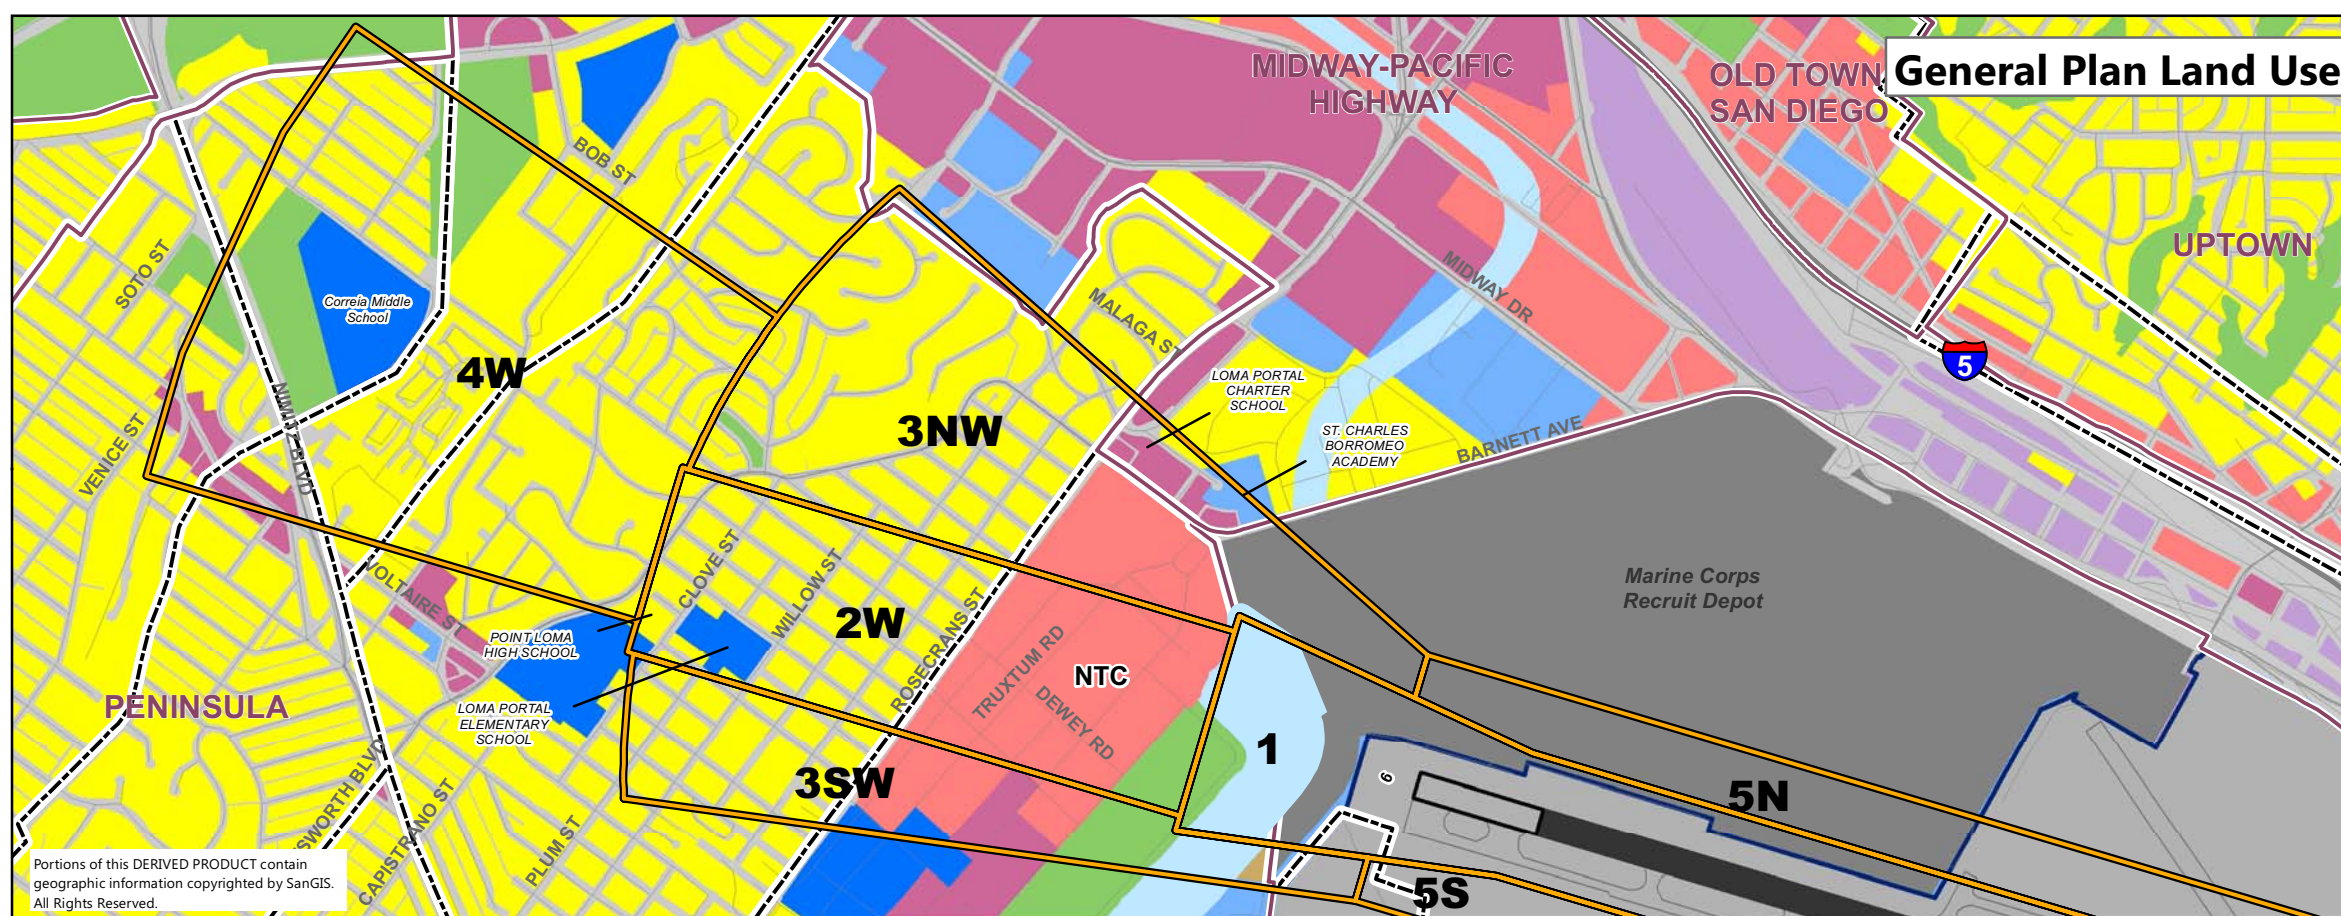 General Plan Land Use
MIDWAY-PACIFIC
HIGHWAY
OLD TOWN
SAN DIEGO
UPTOWN
BOB ST
SOTO ST
Correia Middle
School
MALAGA ST
MIDWAY DR
5
4W
LOMA PORTAL
CHARTER
SCHOOL
3NW
ST. CHARLES
BORROMEO
ACADEMY
BARNETT AVE
VENICE ST
NIMITZ BLVD
VOLTAIRE ST
CLOVE ST
WILLOW ST
2W
ROSECRANS ST
Marine Corps
Recruit Depot
POINT LOMA
HIGH SCHOOL
TRUXTUM RD
NTC
DEWEY RD
PENINSULA
LOMA PORTAL
ELEMENTARY
SCHOOL
1
3SW
9
5N
SWORTH BLVD
CAPISTRANO ST
PLUM ST
5S
Portions of this DERIVED PRODUCT contain
geographic information copyrighted by SanGIS.
All Rights Reserved.